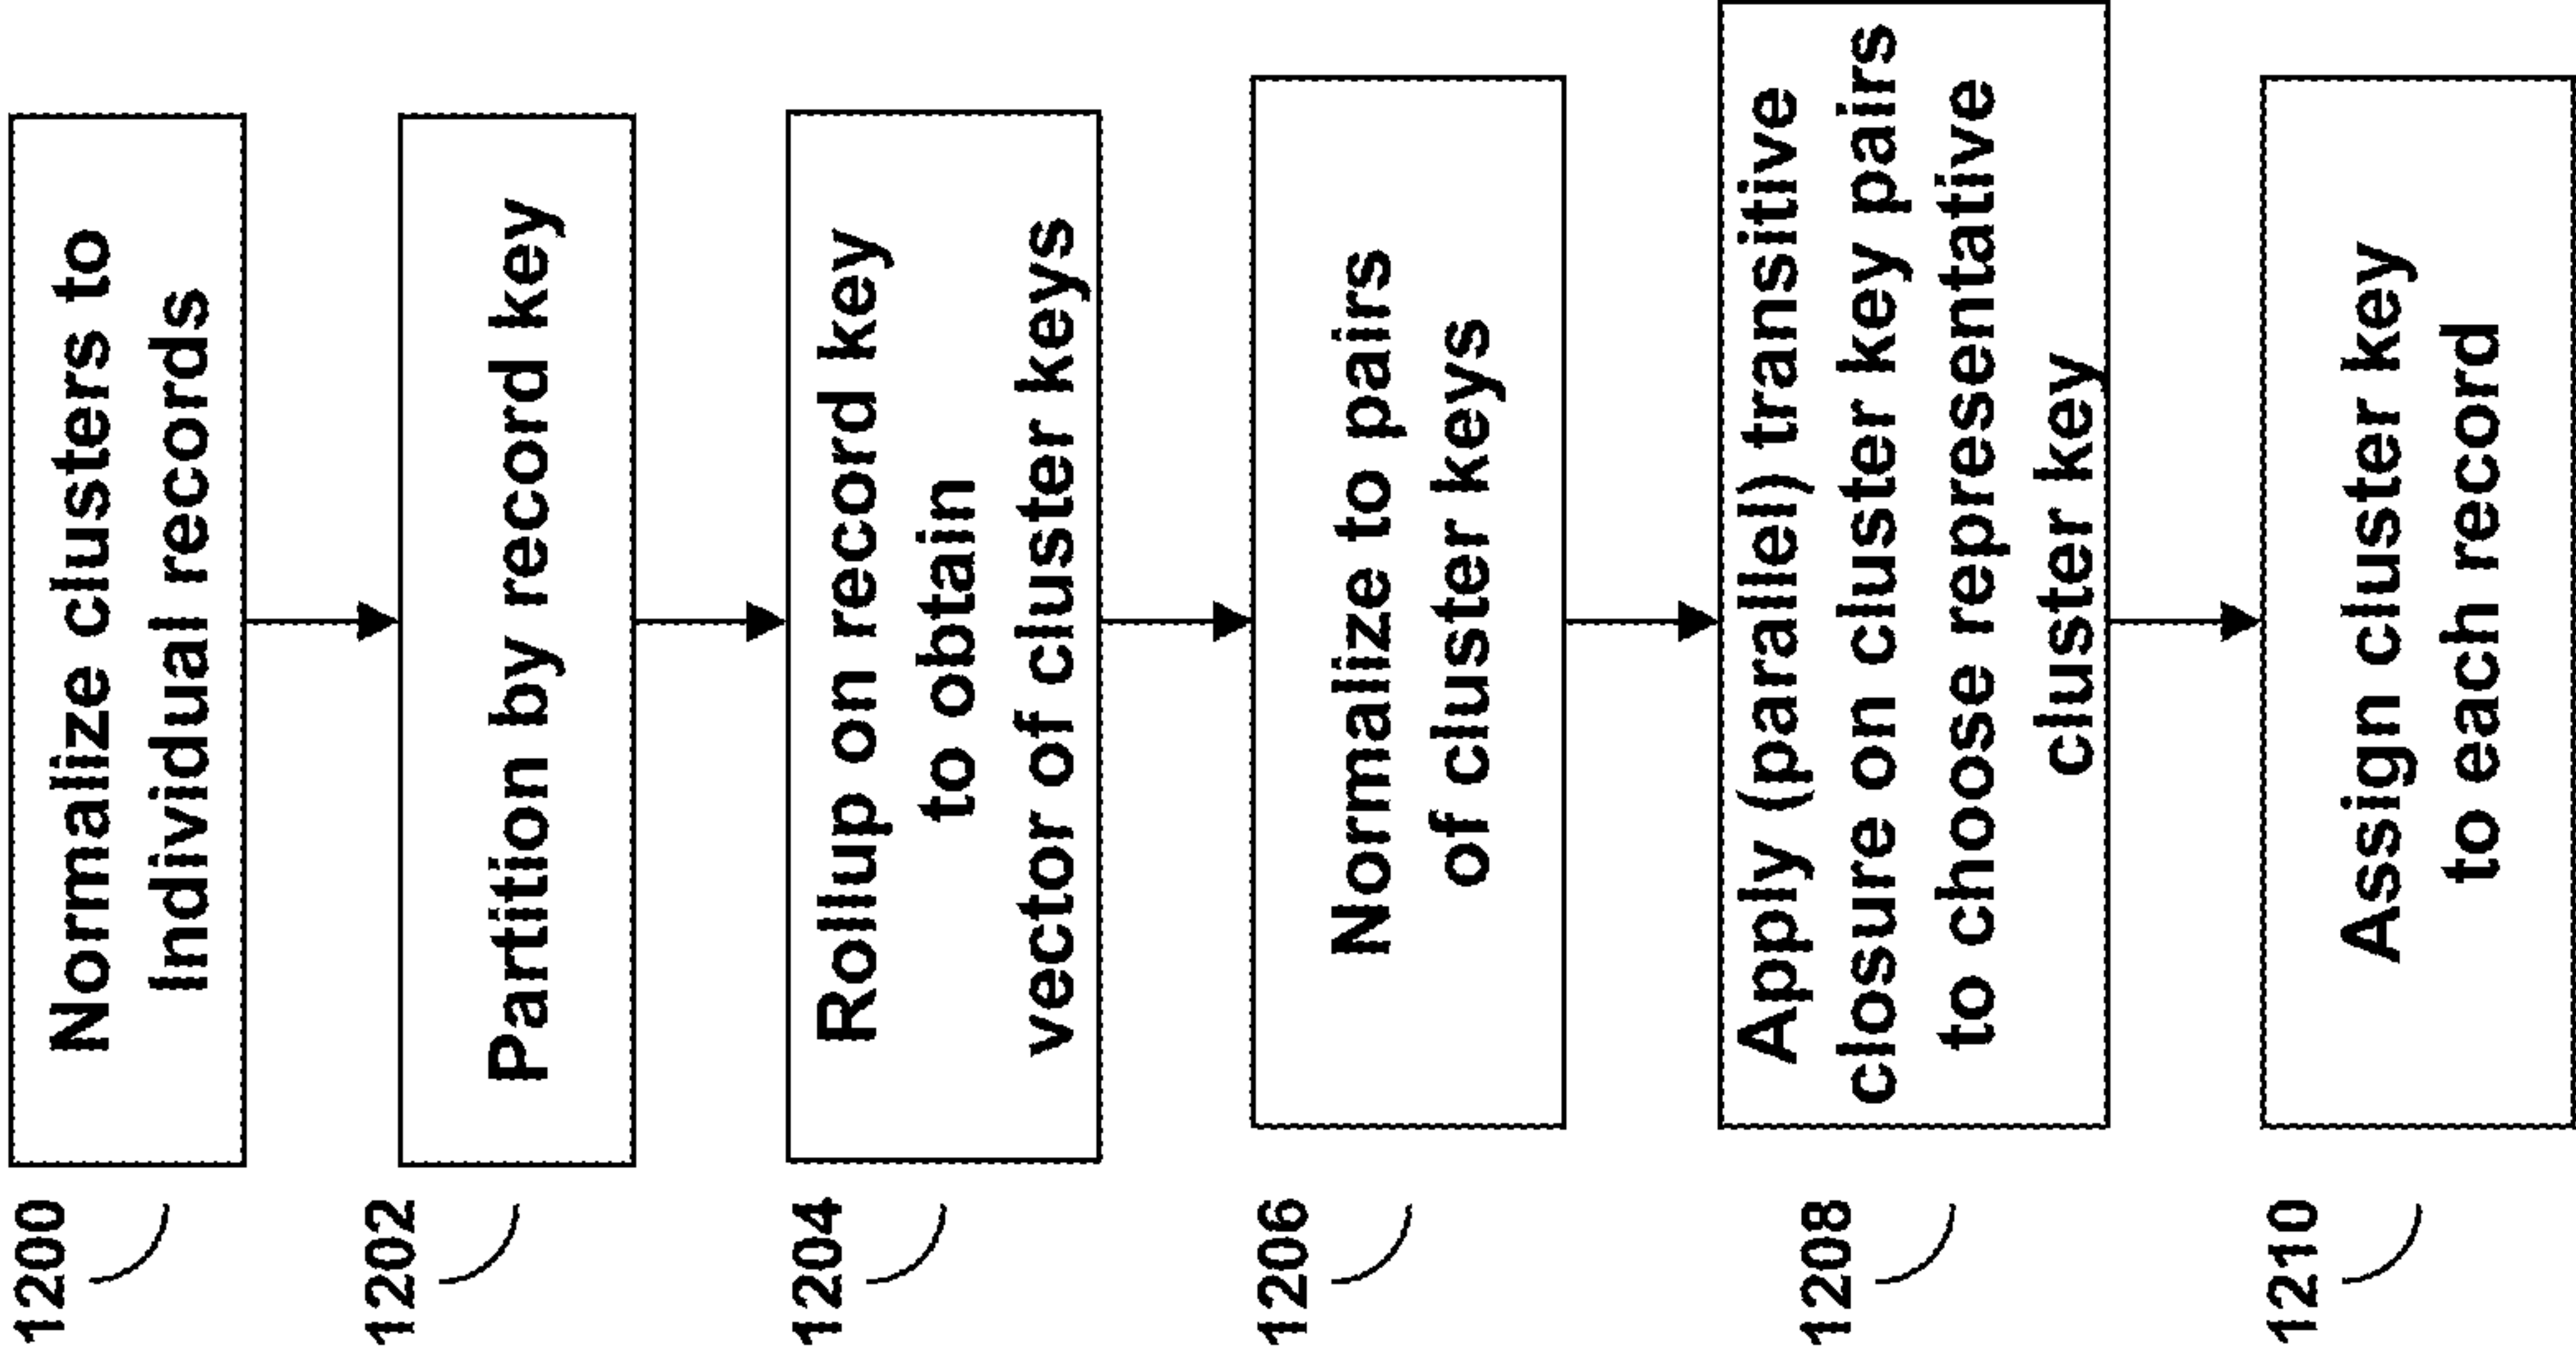 1200
Normalize clusters to
Individual records
1202
Partition by record key
1204
Rollup on record key
to obtain
vector of cluster keys
1206
Normalize to pairs
of cluster keys
1208
Apply (parallel) transitive
closure on cluster key pairs
to choose representative
cluster key
1210
Assign cluster key
to each record